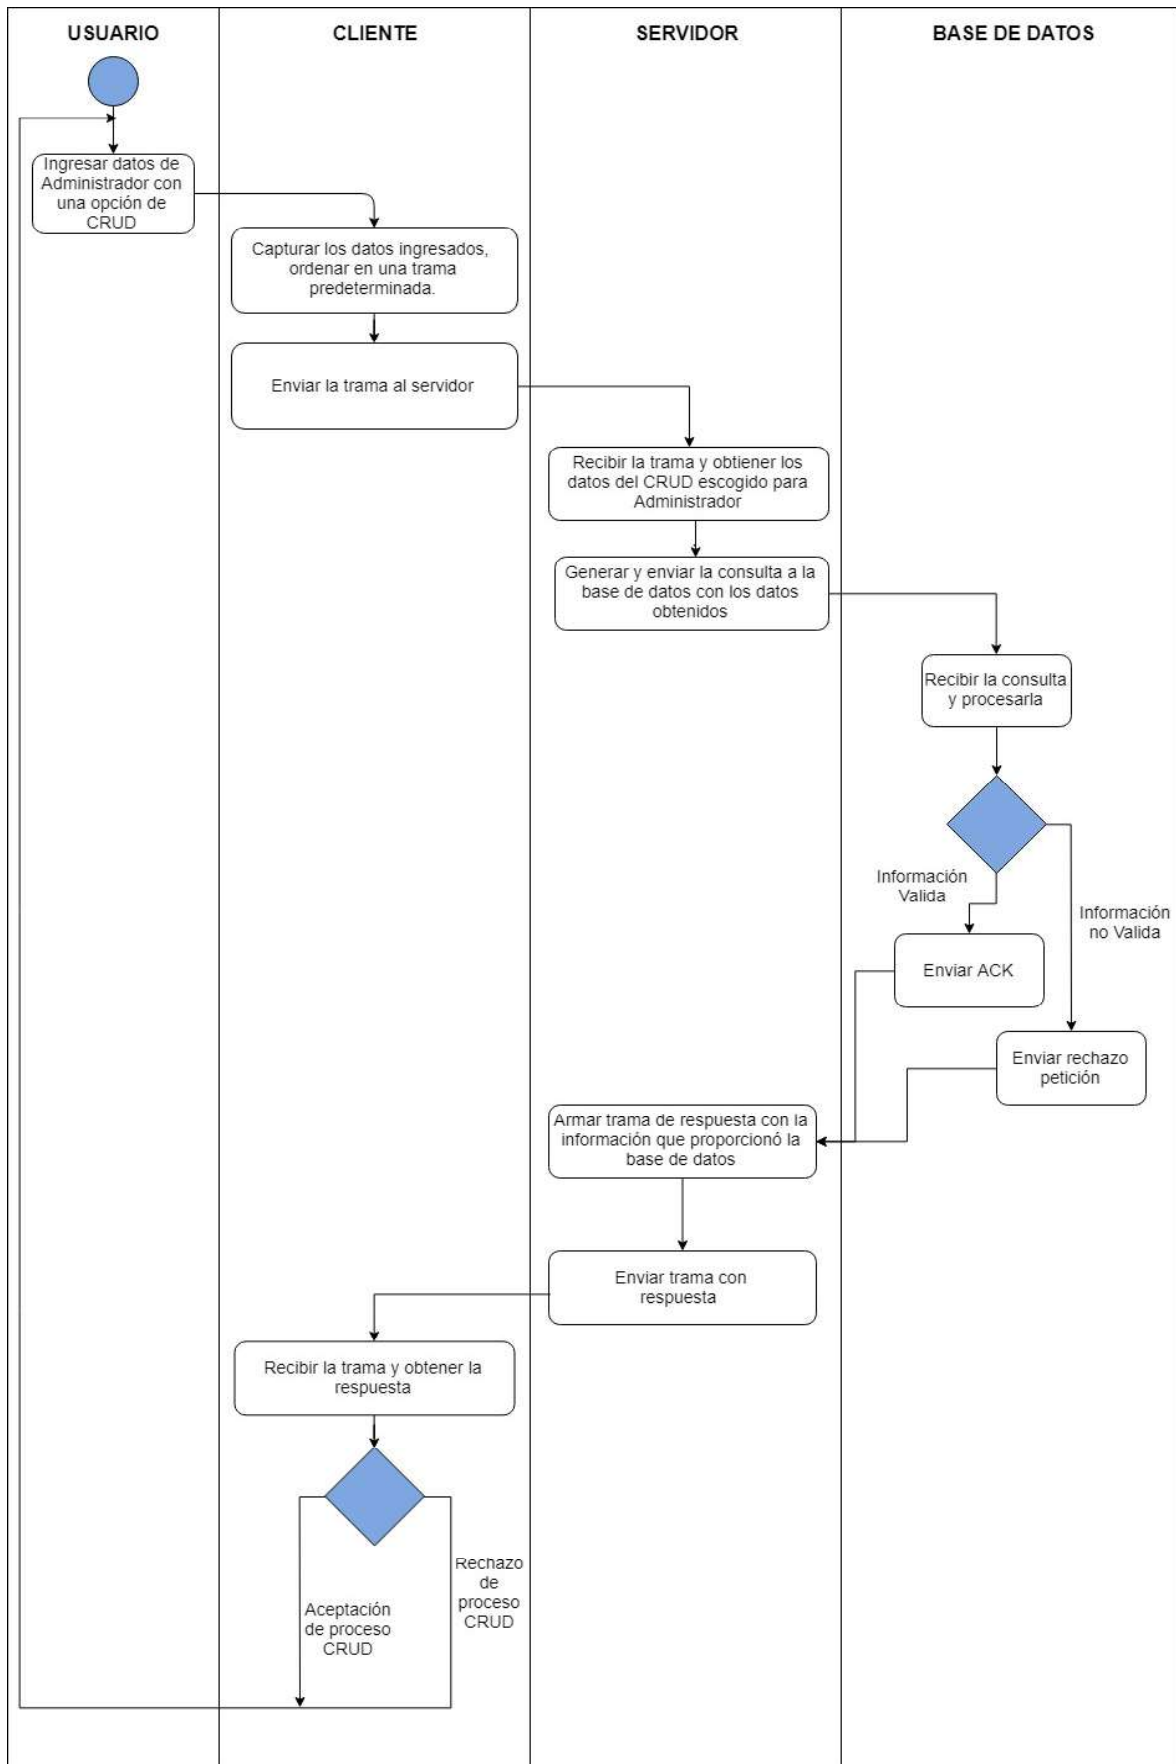 USUARIO
CLIENTE
SERVIDOR
BASE DE DATOS
Ingresar datos de
Administrador con
una opción de
CRUD
Capturar los datos ingresados,
ordenar en una trama
predeterminada.
Enviar la trama al servidor
Recibir la trama y obtiener los
datos del CRUD escogido para
Administrador
Generar y enviar la consulta a la
base de datos con los datos
obtenidos
Recibir la consulta
y procesarla
Información
Valida
Información
no Valida
Enviar ACK
Enviar rechazo
petición
Armar trama de respuesta con la
información que proporcionó la
base de datos
Enviar trama con
respuesta
Recibir la trama y obtener la
respuesta
Rechazo
de
proceso
CRUD
Aceptación
de proceso
CRUD